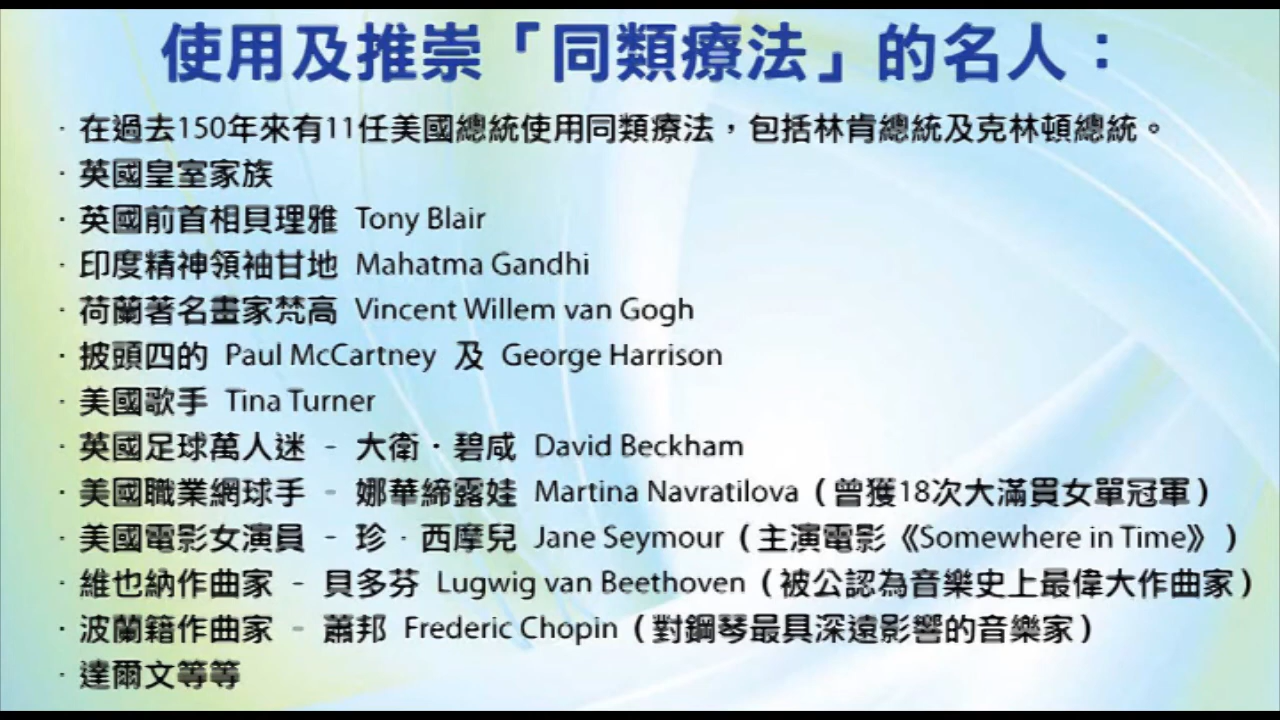 使用及推崇「同類療法」的名人：
· 在過去150年來有11任美國總統使用同類療法，包括林肯總統及克林頓總統。
· 英國皇室家族
· 英國前首相貝理雅 Tony Blair
· 印度精神領袖甘地 Mahatma Gandhi
· 荷蘭著名畫家梵高 Vincent Willem van Gogh
· 披頭四的 Paul McCartney 及 George Harrison
· 美國歌手 Tina Turner
· 英國足球萬人迷 - 大衛·碧咸 David Beckham
· 美國職業網球手 - 娜華締露娃 Martina Navratilova（曾獲18次大滿買女單冠軍）
· 美國電影女演員 - 珍·西摩兒 Jane Seymour（主演電影《Somewhere in Time》）
· 維也納作曲家 - 貝多芬 Lugwig van Beethoven（被公認為音樂史上最偉大作曲家）
· 波蘭籍作曲家 - 蕭邦 Frederic Chopin（對鋼琴最具深遠影響的音樂家）
· 達爾文等等